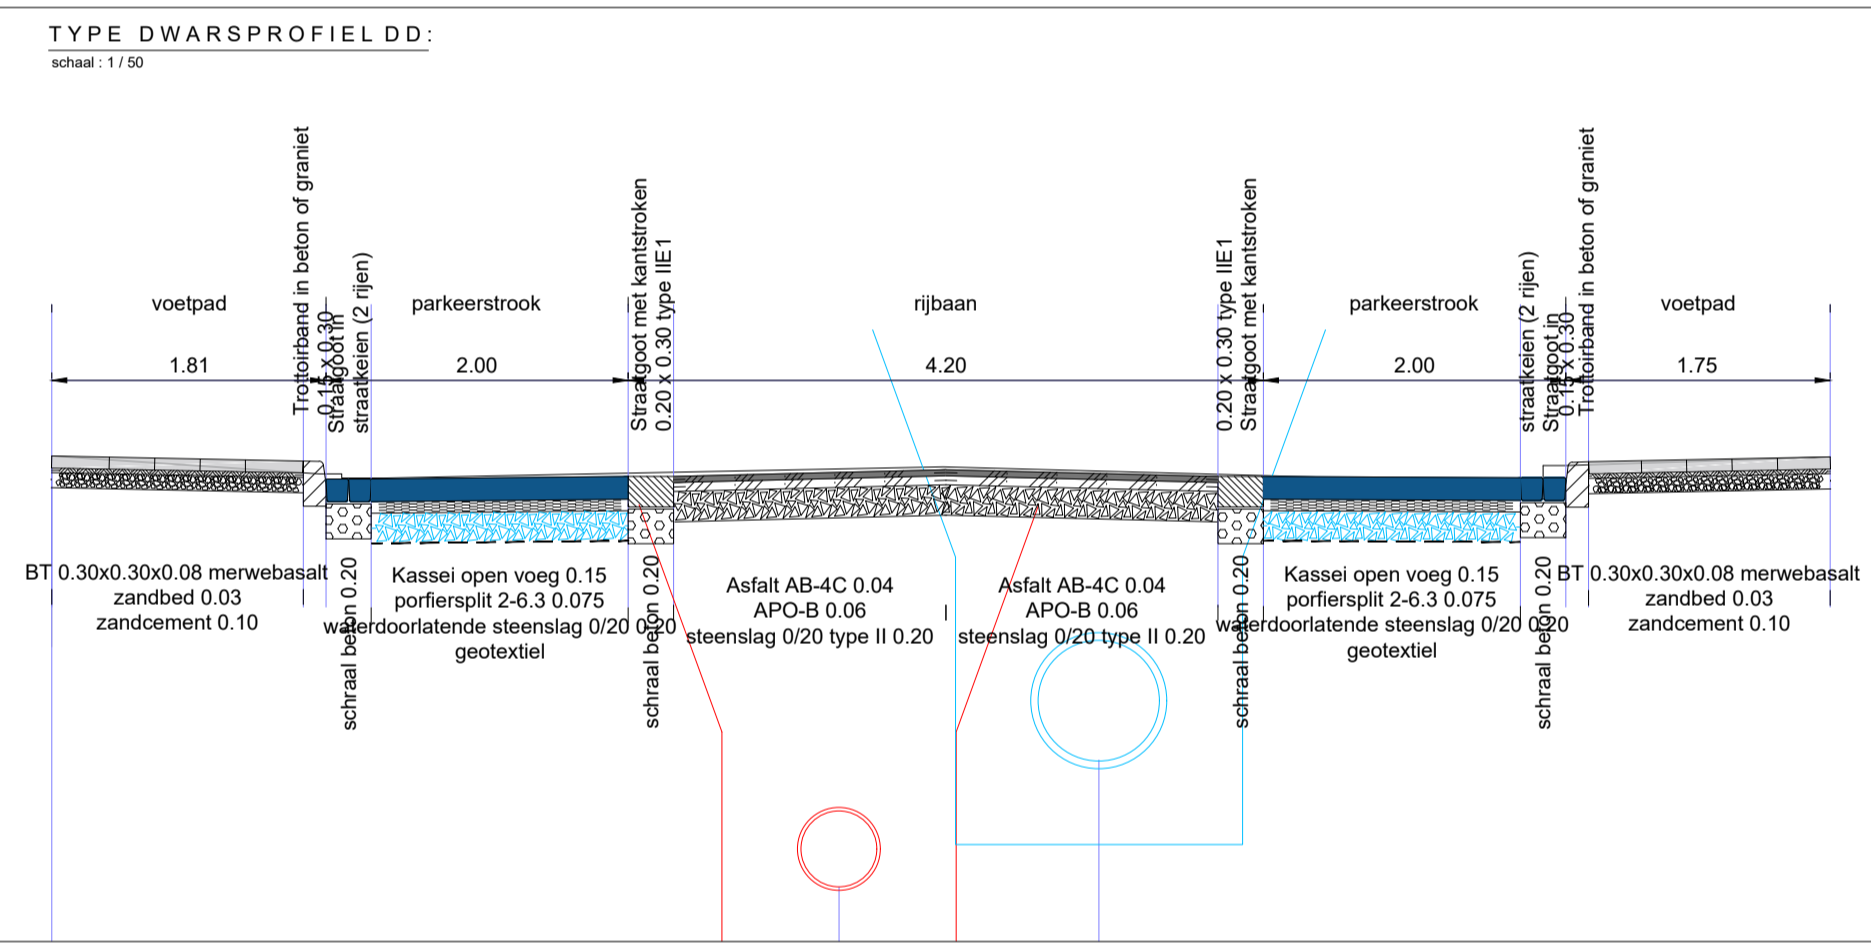 TYPE DWARSPROFIEL DD:
schaal : 1 / 50
voetpad
Trottoirband in beton of graniet
0.15 x 0.30
Straatgoot in
straatkeien (2 rijen)
parkeerstrook
Straatgoot met kantstroken
0.20 x 0.30 type IIE1
rijbaan
0.20 x 0.30 type IIE1
Straatgoot met kantstroken
parkeerstrook
straatkeien (2 rijen)
Straatgoot in
0.15 x 0.30
Trottoirband in beton of graniet
voetpad
1.81
2.00
4.20
2.00
1.75
BT 0.30x0.30x0.08 merwebasalt
zandbed 0.03
zandcement 0.10
schraal beton 0.20
Kassei open voeg 0.15
porfiersplit 2-6.3 0.075
waterdoorlatende steenslag 0/20 0.20
geotextiel
schraal beton 0.20
Asfalt AB-4C 0.04
APO-B 0.06
steenslag 0/20 type II 0.20
Asfalt AB-4C 0.04
APO-B 0.06
steenslag 0/20 type II 0.20
schraal beton 0.20
Kassei open voeg 0.15
porfiersplit 2-6.3 0.075
waterdoorlatende steenslag 0/20 0.20
geotextiel
schraal beton 0.20
BT 0.30x0.30x0.08 merwebasalt
zandbed 0.03
zandcement 0.10